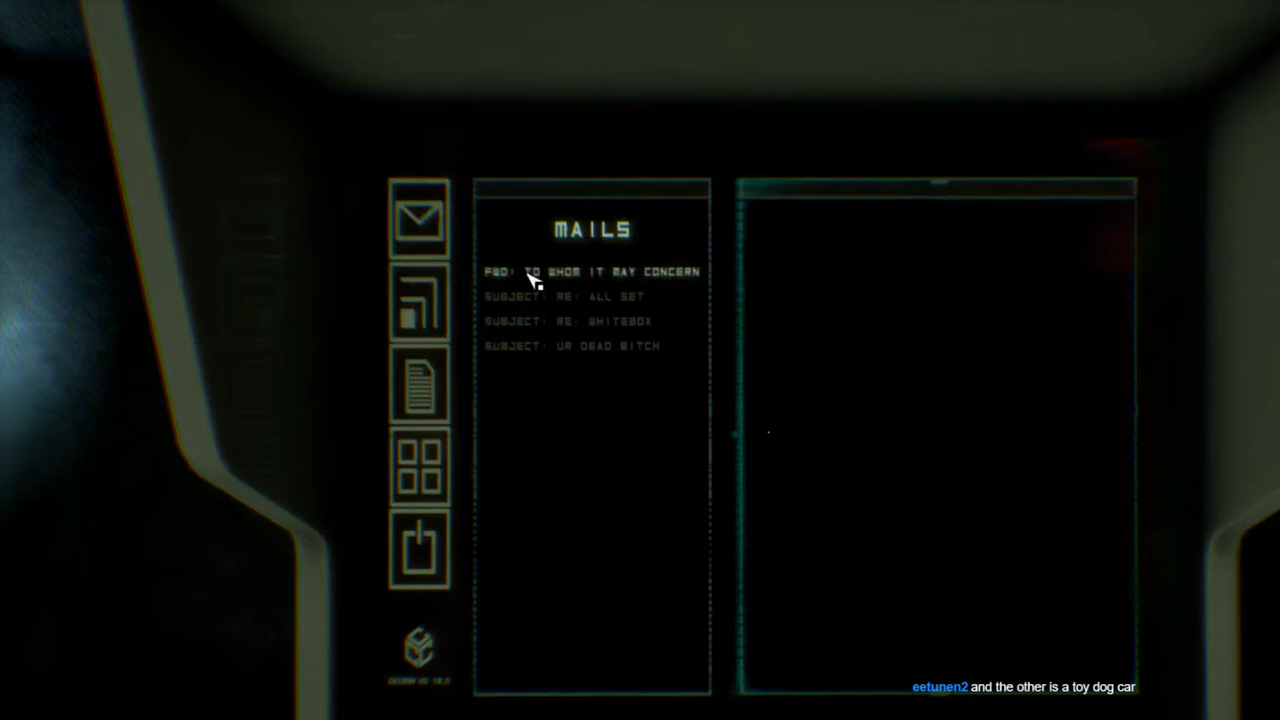 MAILS
FWD: TO WHOM IT MAY CONCERN
SUBJECT: RE: ALL SET
SUBJECT: RE: WHITEBOX
SUBJECT: UR DEAD BITCH
eetunen2 and the other is a toy dog car